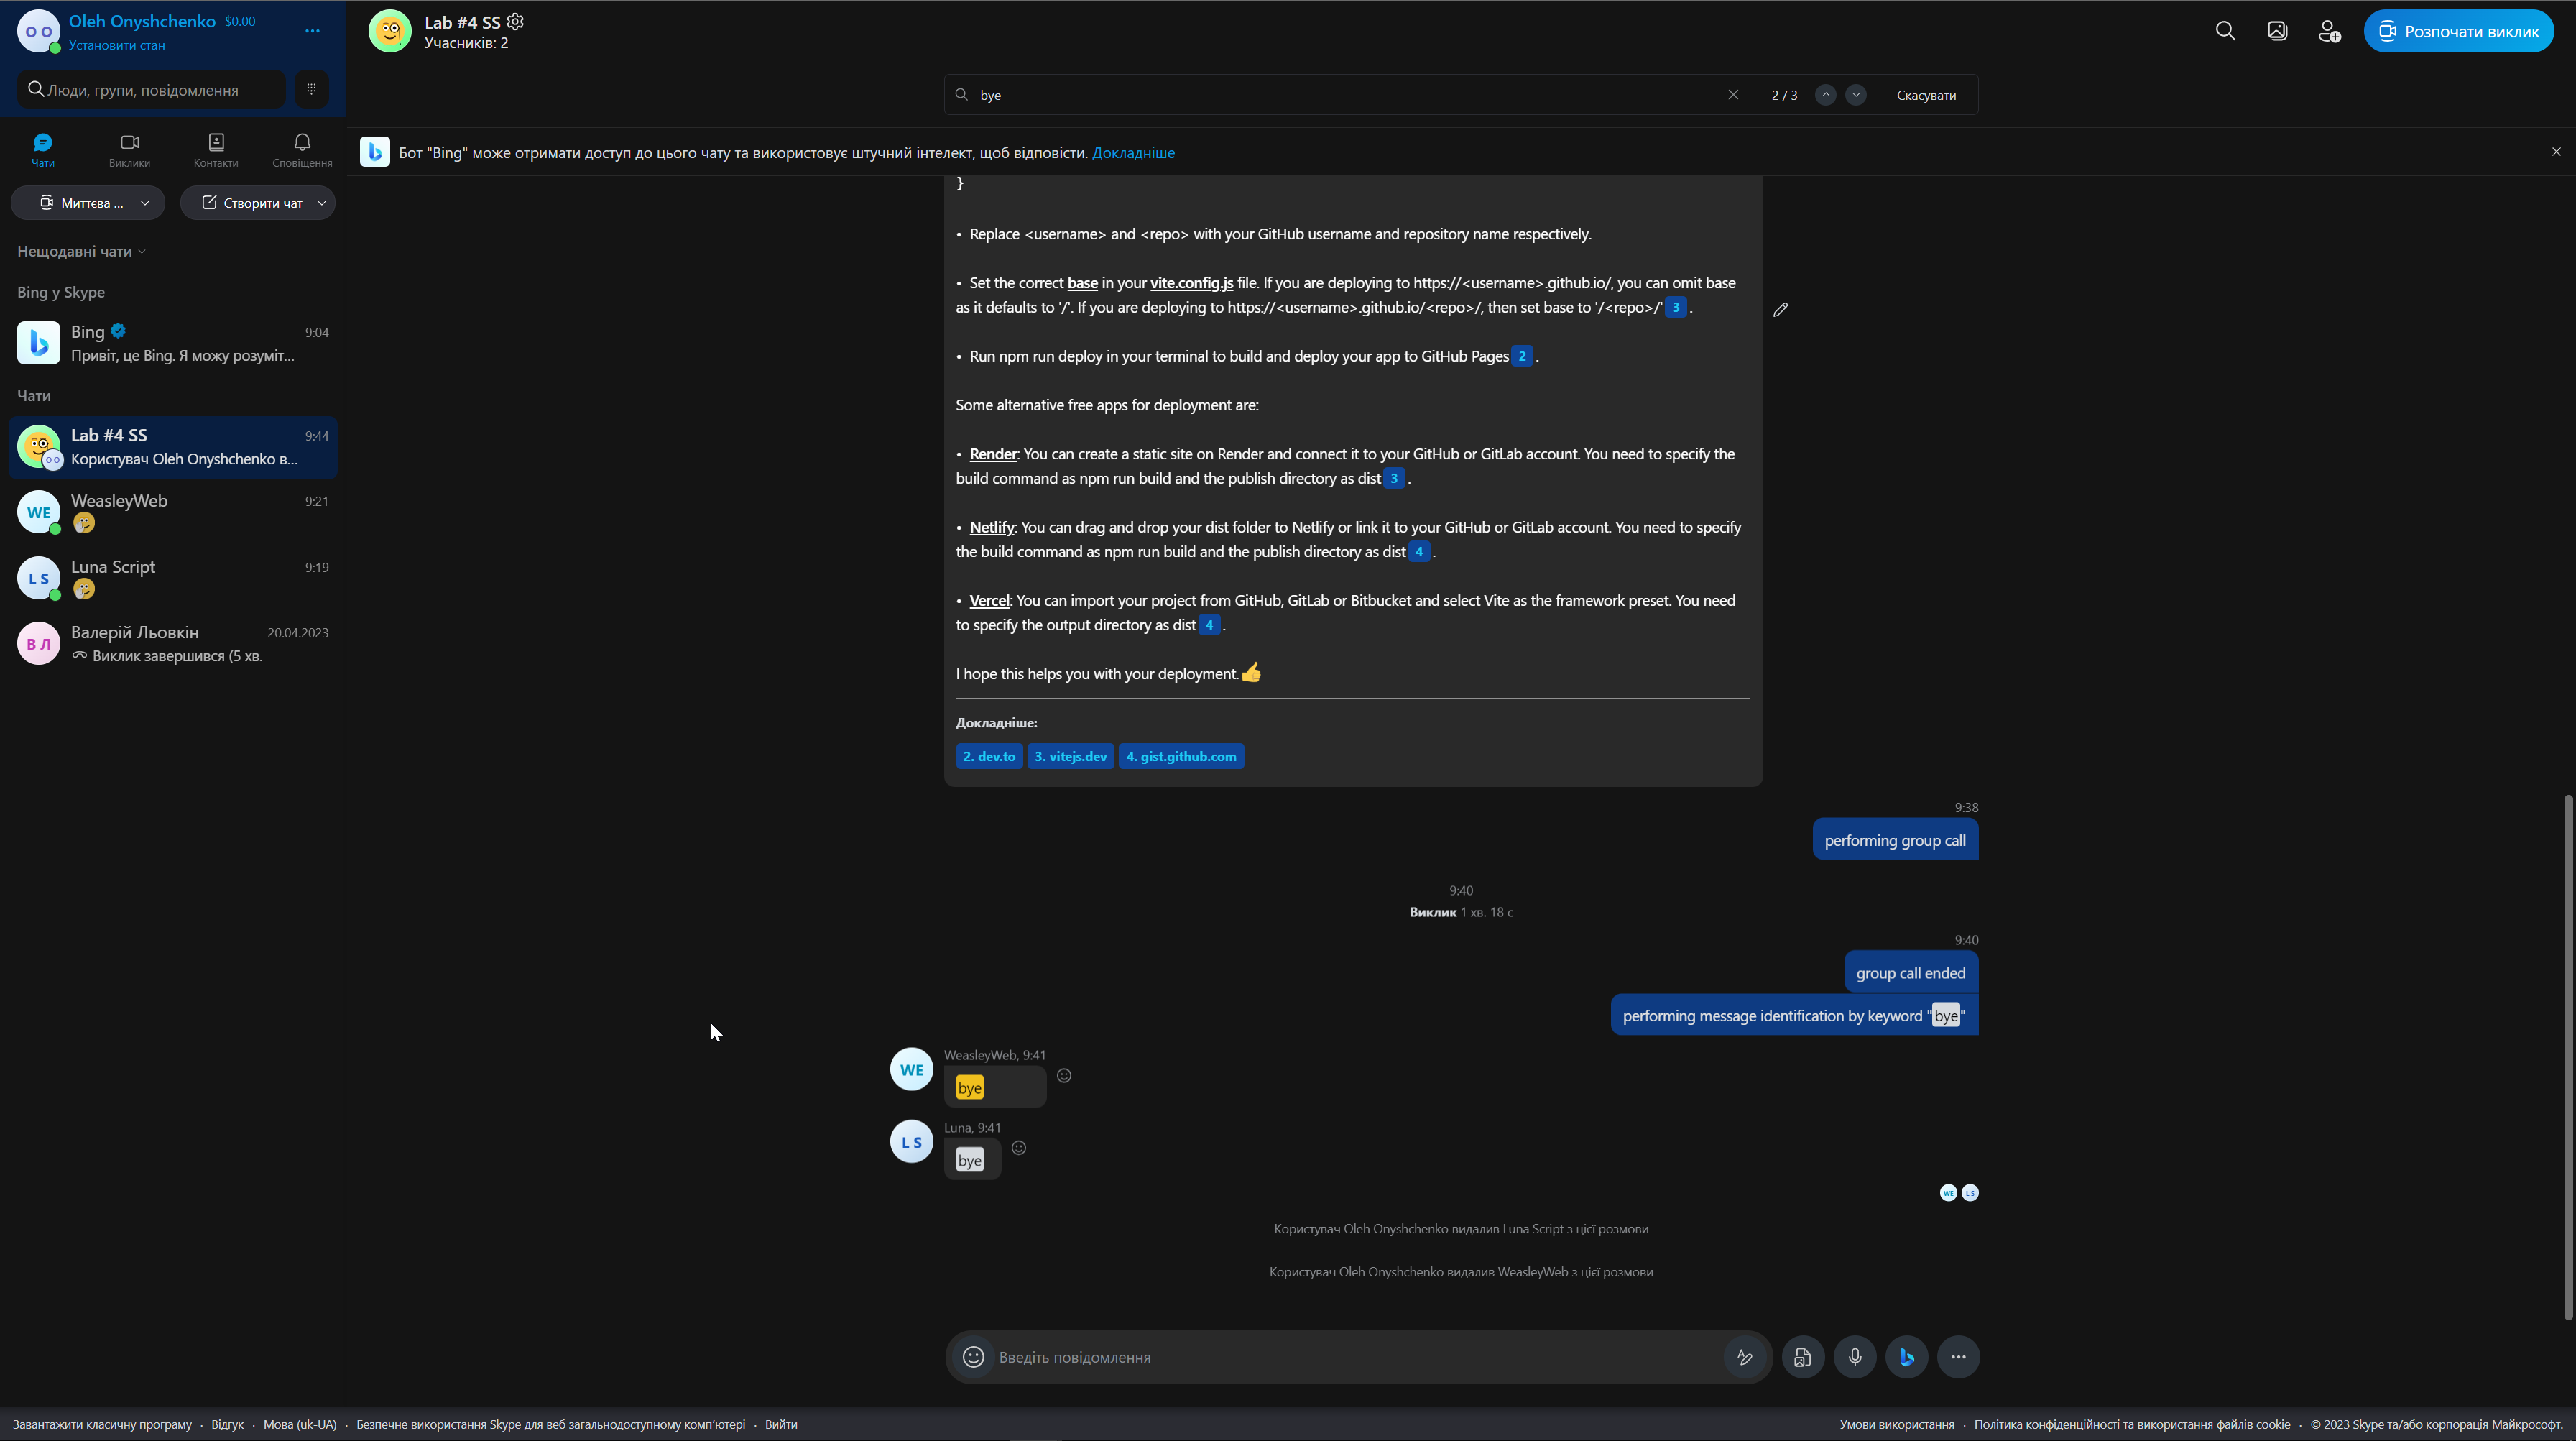 O O
Oleh Onyshchenko $0.00
Установити стан
Люди, групи, повідомлення
Чати
Виклики
Контакти
Сповіщення
Миттєва ...
Створити чат
Нещодавні чати
Bing у Skype
Bing
9:04
Привіт, це Bing. Я можу розуміт...
Чати
Lab #4 SS
9:44
O O
Користувач Oleh Onyshchenko в...
WE
WeasleyWeb
9:21
L S
Luna Script
9:19
В Л
Валерій Льовкін
20.04.2023
Виклик завершився (5 хв.
Lab #4 SS
Учасників: 2
Розпочати виклик
bye
2 / 3
Скасувати
Бот "Bing" може отримати доступ до цього чату та використовує штучний інтелект, щоб відповісти. Докладніше
}
• Replace <username> and <repo> with your GitHub username and repository name respectively.
• Set the correct base in your vite.config.js file. If you are deploying to https://<username>.github.io/, you can omit base
as it defaults to '/'. If you are deploying to https://<username>.github.io/<repo>/, then set base to '/<repo>/' 3 .
• Run npm run deploy in your terminal to build and deploy your app to GitHub Pages 2 .
Some alternative free apps for deployment are:
• Render: You can create a static site on Render and connect it to your GitHub or GitLab account. You need to specify the
build command as npm run build and the publish directory as dist 3 .
• Netlify: You can drag and drop your dist folder to Netlify or link it to your GitHub or GitLab account. You need to specify
the build command as npm run build and the publish directory as dist 4 .
• Vercel: You can import your project from GitHub, GitLab or Bitbucket and select Vite as the framework preset. You need
to specify the output directory as dist 4 .
I hope this helps you with your deployment.👍
Докладніше:
2. dev.to 3. vitejs.dev 4. gist.github.com
9:38
performing group call
9:40
Виклик 1 хв. 18 с
9:40
group call ended
performing message identification by keyword "bye"
WeasleyWeb, 9:41
WE
bye
Luna, 9:41
L S
bye
WE L S
Користувач Oleh Onyshchenko видалив Luna Script з цієї розмови
Користувач Oleh Onyshchenko видалив WeasleyWeb з цієї розмови
Введіть повідомлення
Завантажити класичну програму · Відгук · Мова (uk-UA) · Безпечне використання Skype для веб загальнодоступному комп'ютері · Вийти
Умови використання · Політика конфіденційності та використання файлів cookie · © 2023 Skype та/або корпорація Майкрософт.